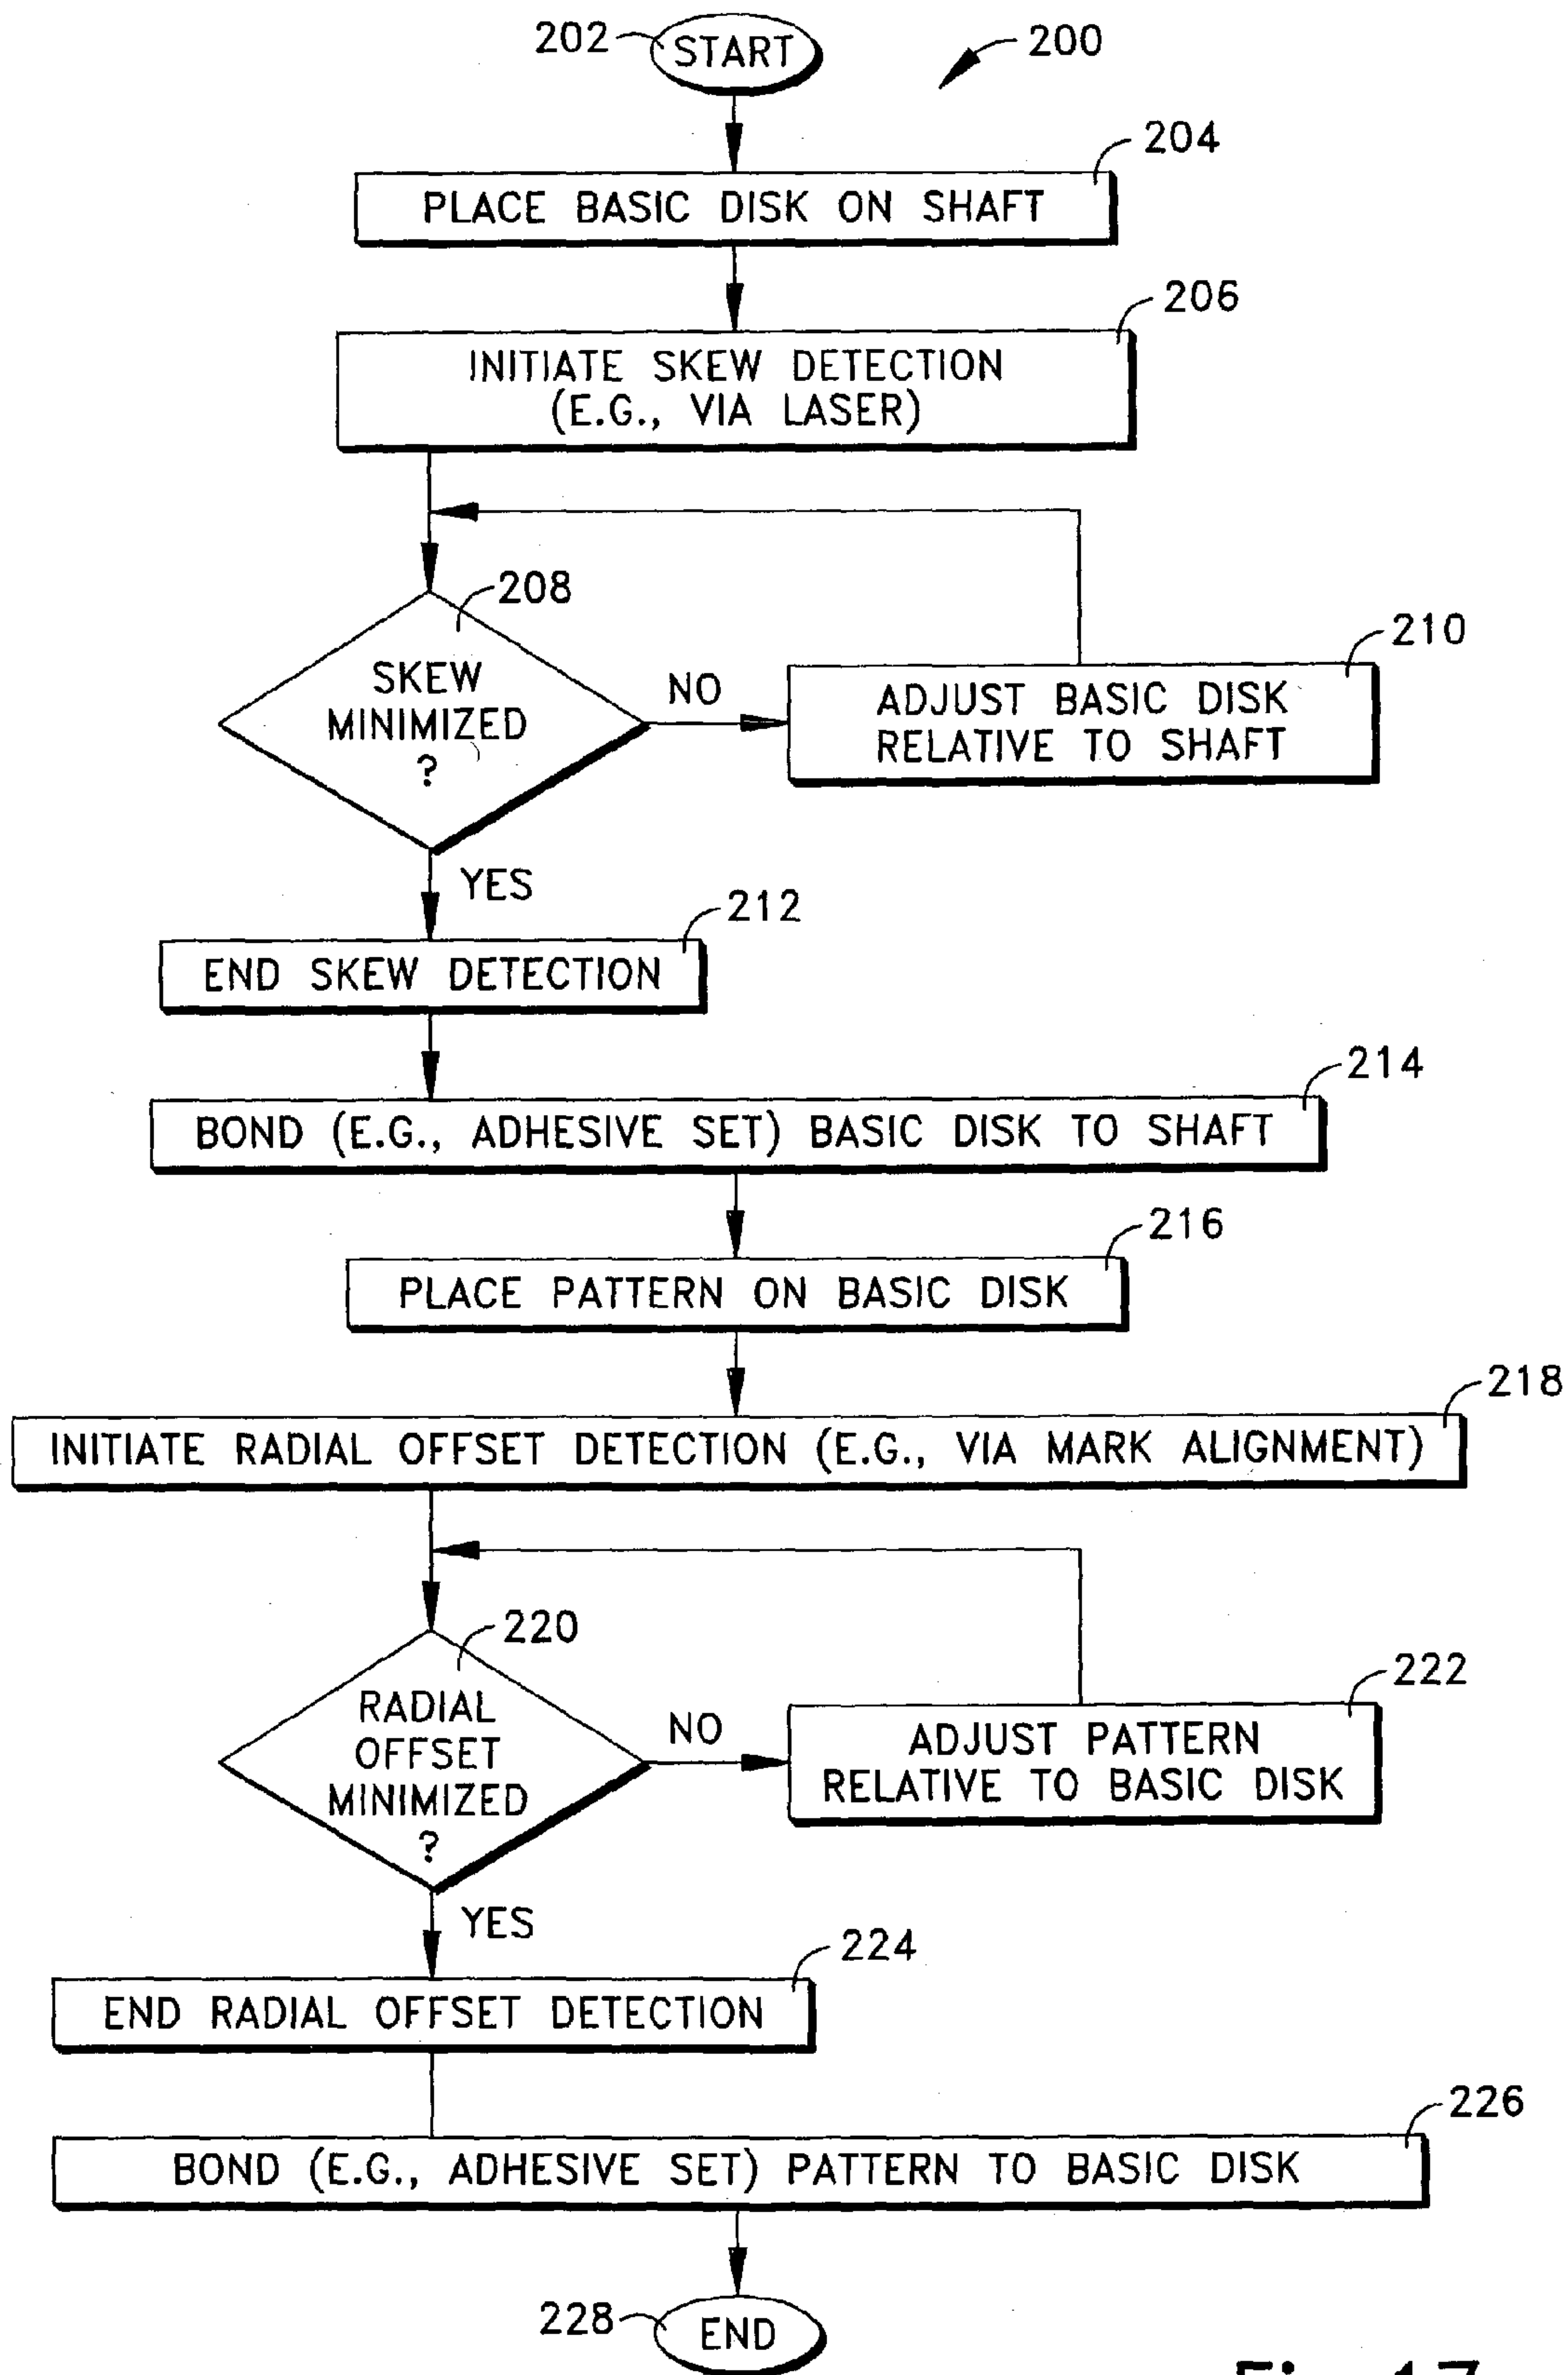 202
START
200
204
PLACE BASIC DISK ON SHAFT
206
INITIATE SKEW DETECTION
(E.G., VIA LASER)
208
SKEW
MINIMIZED
?
NO
210
ADJUST BASIC DISK
RELATIVE TO SHAFT
YES
212
END SKEW DETECTION
214
BOND (E.G., ADHESIVE SET) BASIC DISK TO SHAFT
216
PLACE PATTERN ON BASIC DISK
218
INITIATE RADIAL OFFSET DETECTION (E.G., VIA MARK ALIGNMENT)
220
RADIAL
OFFSET
MINIMIZED
?
NO
222
ADJUST PATTERN
RELATIVE TO BASIC DISK
YES
224
END RADIAL OFFSET DETECTION
226
BOND (E.G., ADHESIVE SET) PATTERN TO BASIC DISK
228
END